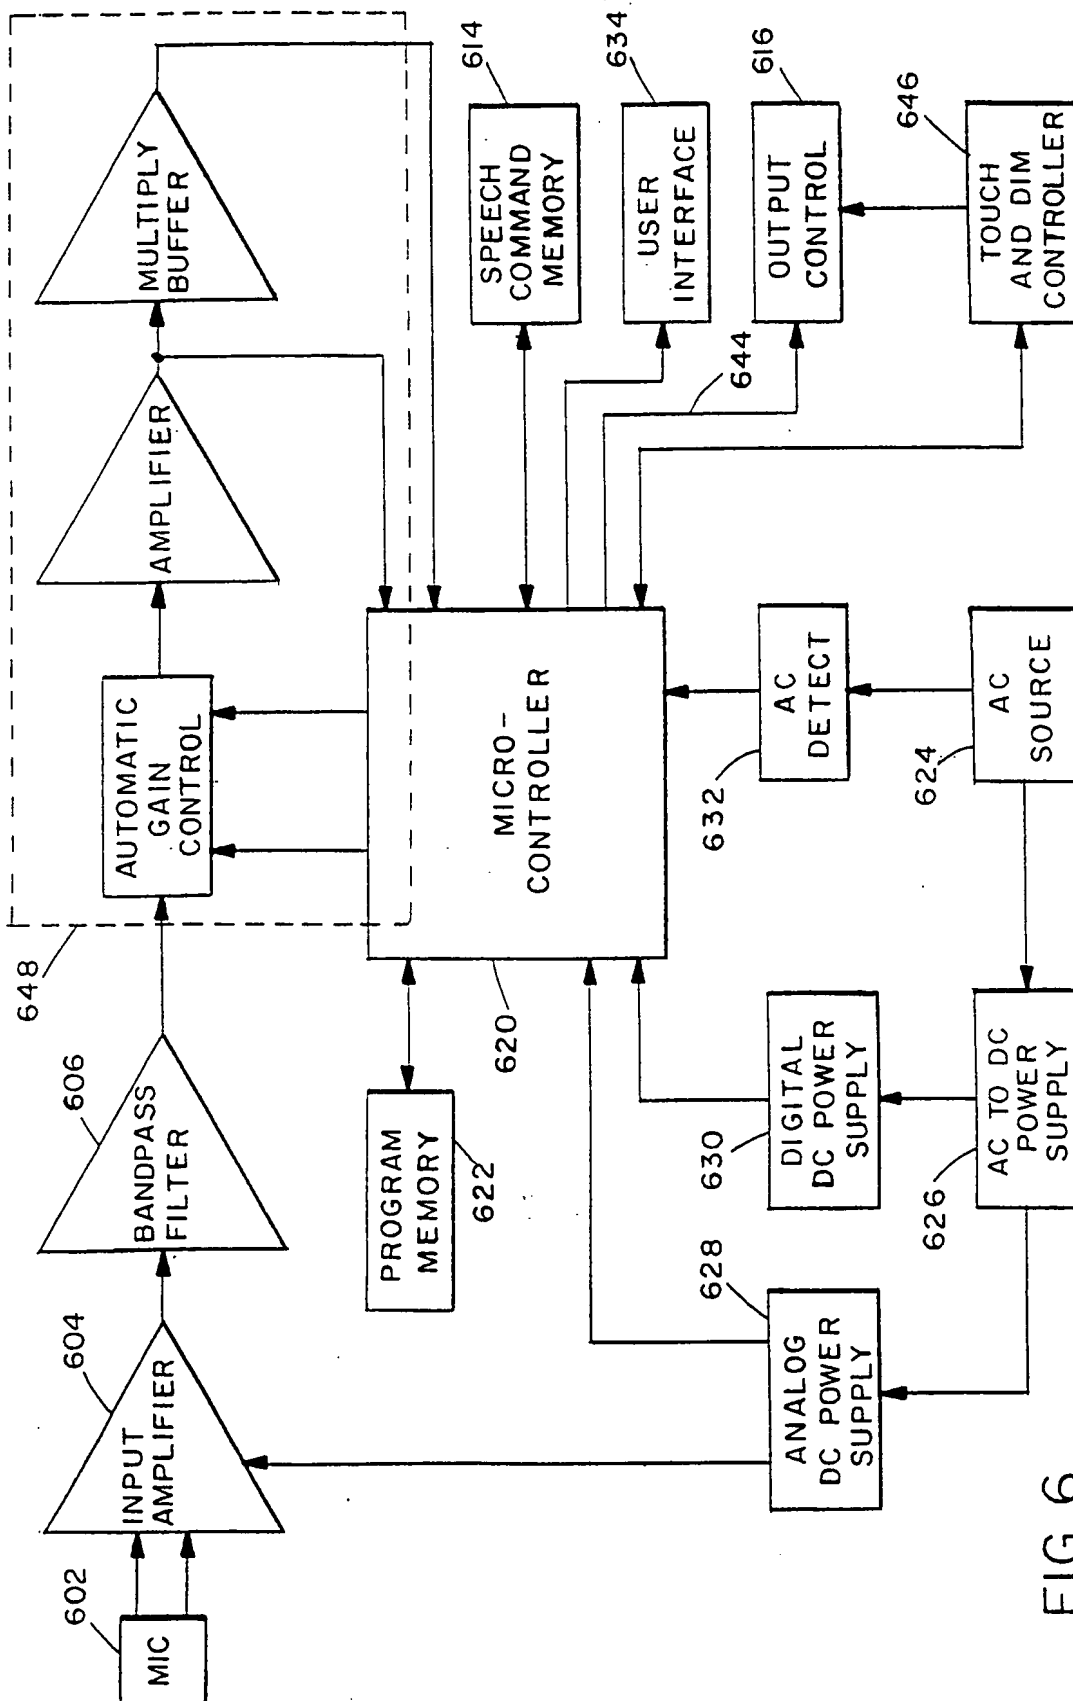 602
MIC
604
INPUT
AMPLIFIER
606
BANDPASS
FILTER
648
AUTOMATIC
GAIN
CONTROL
AMPLIFIER
MULTIPLY
BUFFER
PROGRAM
MEMORY
622
620
MICRO-
CONTROLLER
SPEECH
COMMAND
MEMORY
614
USER
INTERFACE
634
644
OUTPUT
CONTROL
616
TOUCH
AND DIM
CONTROLLER
646
628
ANALOG
DC POWER
SUPPLY
630
DIGITAL
DC POWER
SUPPLY
632
AC
DETECT
626
AC TO DC
POWER
SUPPLY
624
AC
SOURCE
FIG 6